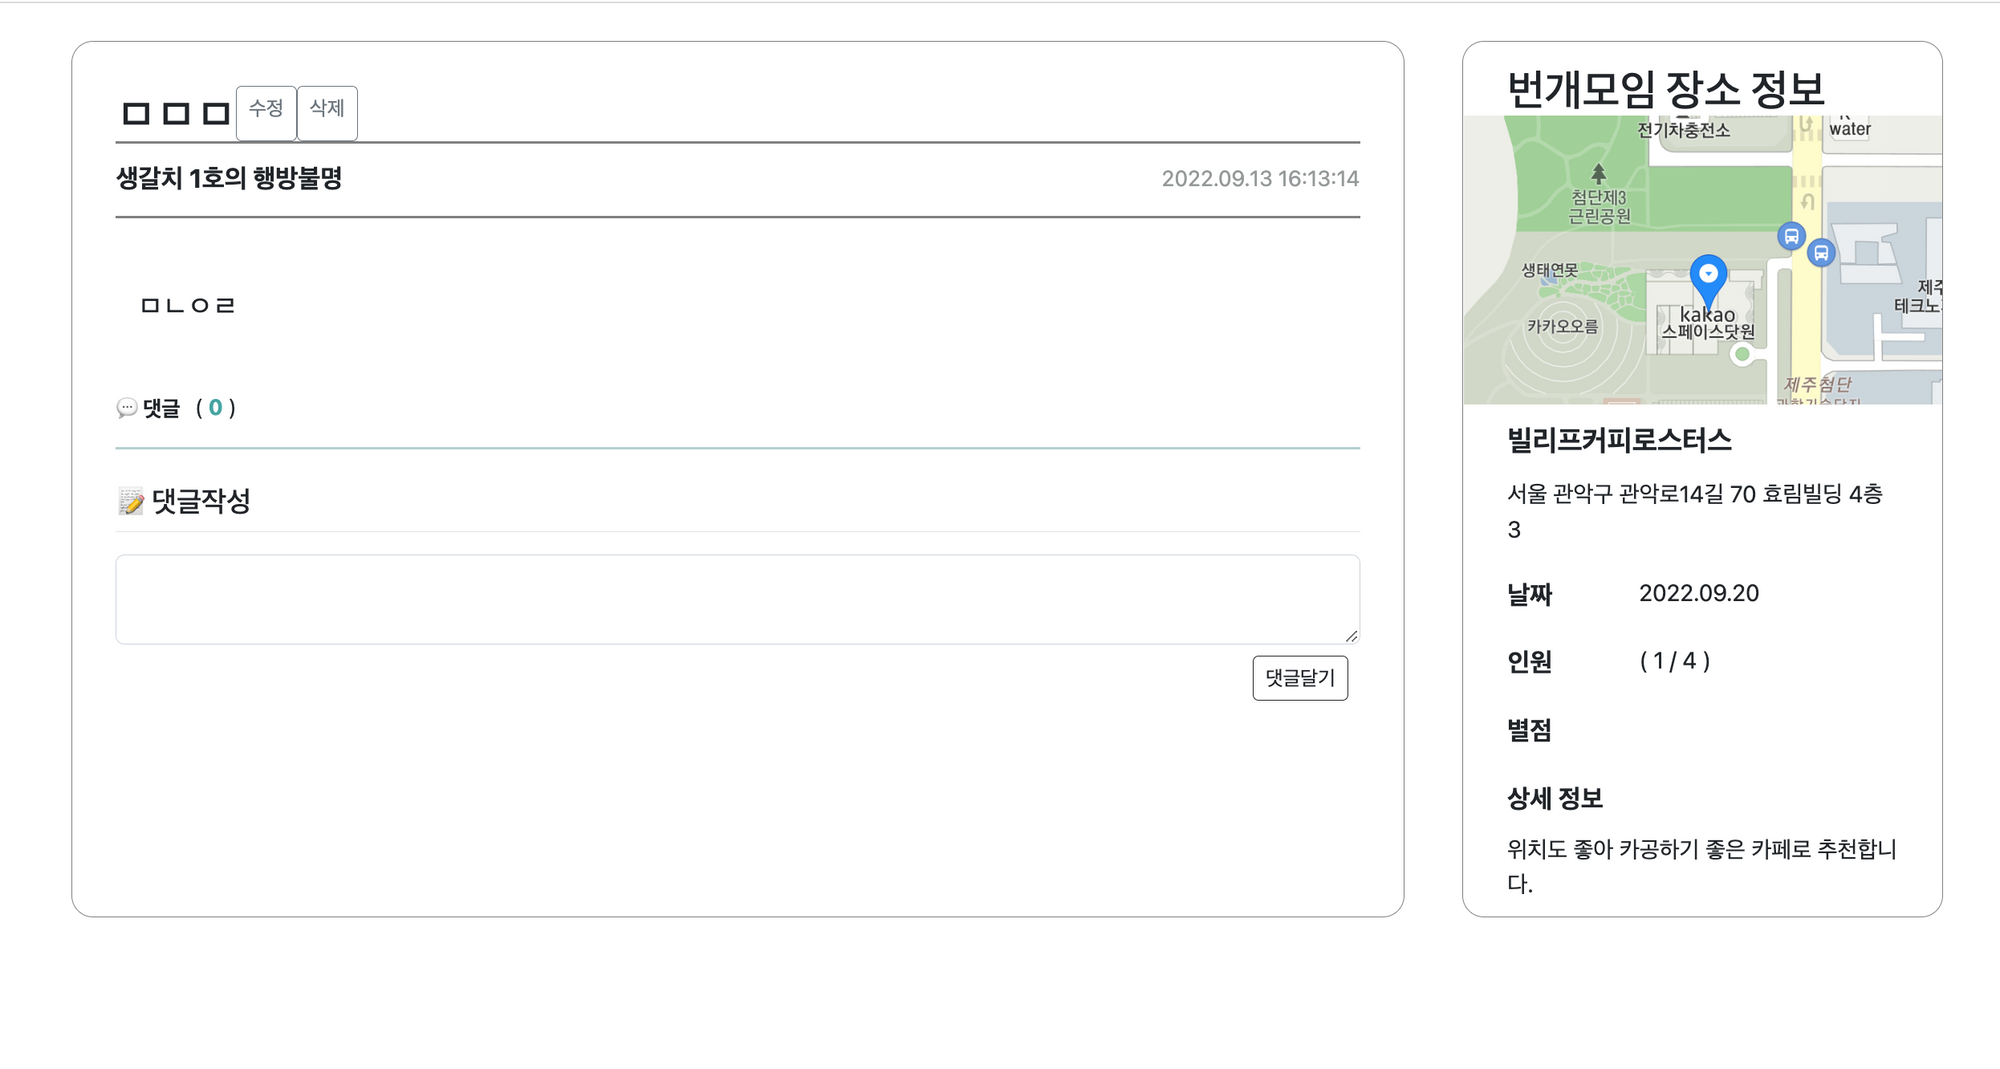 ㅁㅁㅁ 수정 삭제
생갈치 1호의 행방불명 2022.09.13 16:13:14
ㅁㄴㅇㄹ
댓글 ( 0 )
댓글작성
댓글달기
번개모임 장소 정보
전기차충전소
water
첨단제3
근린공원
생태연못
카카오오름
kakao
스페이스닷원
제주
테크노
제주첨단
빌리프커피로스터스
서울 관악구 관악로14길 70 효림빌딩 4층
3
날짜 2022.09.20
인원 ( 1 / 4 )
별점
상세 정보
위치도 좋아 카공하기 좋은 카페로 추천합니
다.